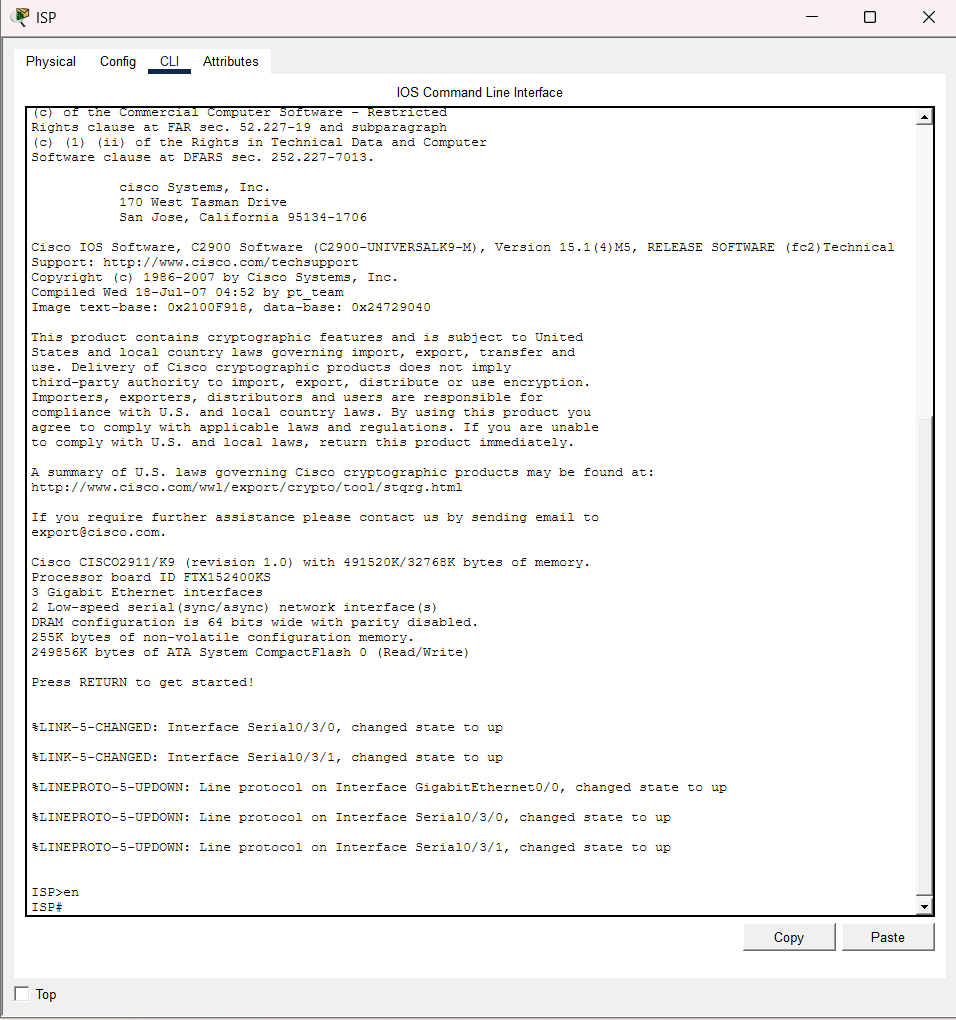 ISP
Physical Config CLI Attributes
IOS Command Line Interface
(c) of the Commercial Computer Software - Restricted
Rights clause at FAR sec. 52.227-19 and subparagraph
(c) (1) (ii) of the Rights in Technical Data and Computer
Software clause at DFARS sec. 252.227-7013.
cisco Systems, Inc.
170 West Tasman Drive
San Jose, California 95134-1706
Cisco IOS Software, C2900 Software (C2900-UNIVERSALK9-M), Version 15.1(4)M5, RELEASE SOFTWARE (fc2)Technical
Support: http://www.cisco.com/techsupport
Copyright (c) 1986-2007 by Cisco Systems, Inc.
Compiled Wed 18-Jul-07 04:52 by pt_team
Image text-base: 0x2100F918, data-base: 0x24729040
This product contains cryptographic features and is subject to United
States and local country laws governing import, export, transfer and
use. Delivery of Cisco cryptographic products does not imply
third-party authority to import, export, distribute or use encryption.
Importers, exporters, distributors and users are responsible for
compliance with U.S. and local country laws. By using this product you
agree to comply with applicable laws and regulations. If you are unable
to comply with U.S. and local laws, return this product immediately.
A summary of U.S. laws governing Cisco cryptographic products may be found at:
http://www.cisco.com/wwl/export/crypto/tool/stqrg.html
If you require further assistance please contact us by sending email to
export@cisco.com.
Cisco CISCO2911/K9 (revision 1.0) with 491520K/32768K bytes of memory.
Processor board ID FTX152400KS
3 Gigabit Ethernet interfaces
2 Low-speed serial(sync/async) network interface(s)
DRAM configuration is 64 bits wide with parity disabled.
255K bytes of non-volatile configuration memory.
249856K bytes of ATA System CompactFlash 0 (Read/Write)
Press RETURN to get started!
%LINK-5-CHANGED: Interface Serial0/3/0, changed state to up
%LINK-5-CHANGED: Interface Serial0/3/1, changed state to up
%LINEPROTO-5-UPDOWN: Line protocol on Interface GigabitEthernet0/0, changed state to up
%LINEPROTO-5-UPDOWN: Line protocol on Interface Serial0/3/0, changed state to up
%LINEPROTO-5-UPDOWN: Line protocol on Interface Serial0/3/1, changed state to up
ISP>en
ISP#
Copy Paste
Top